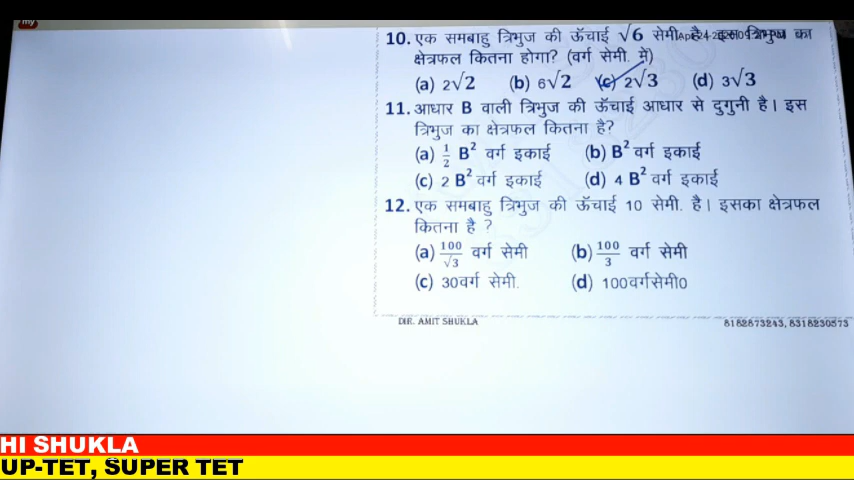 10. एक समबाहु त्रिभुज की ऊँचाई √6 सेमी. है। इस त्रिभुज का
क्षेत्रफल कितना होगा? (वर्ग सेमी. में)
(a) 2√2 (b) 6√2 (c) 2√3 (d) 3√3
11. आधार B वाली त्रिभुज की ऊँचाई आधार से दुगुनी है। इस
त्रिभुज का क्षेत्रफल कितना है?
(a) 1/2 B² वर्ग इकाई (b) B² वर्ग इकाई
(c) 2 B² वर्ग इकाई (d) 4 B² वर्ग इकाई
12. एक समबाहु त्रिभुज की ऊँचाई 10 सेमी. है। इसका क्षेत्रफल
कितना है ?
(a) 100/√3 वर्ग सेमी (b) 100/3 वर्ग सेमी
(c) 30वर्ग सेमी. (d) 100वर्गसेमी0
DIR. AMIT SHUKLA 8182873243, 8318230573
HI SHUKLA
UP-TET, SUPER TET